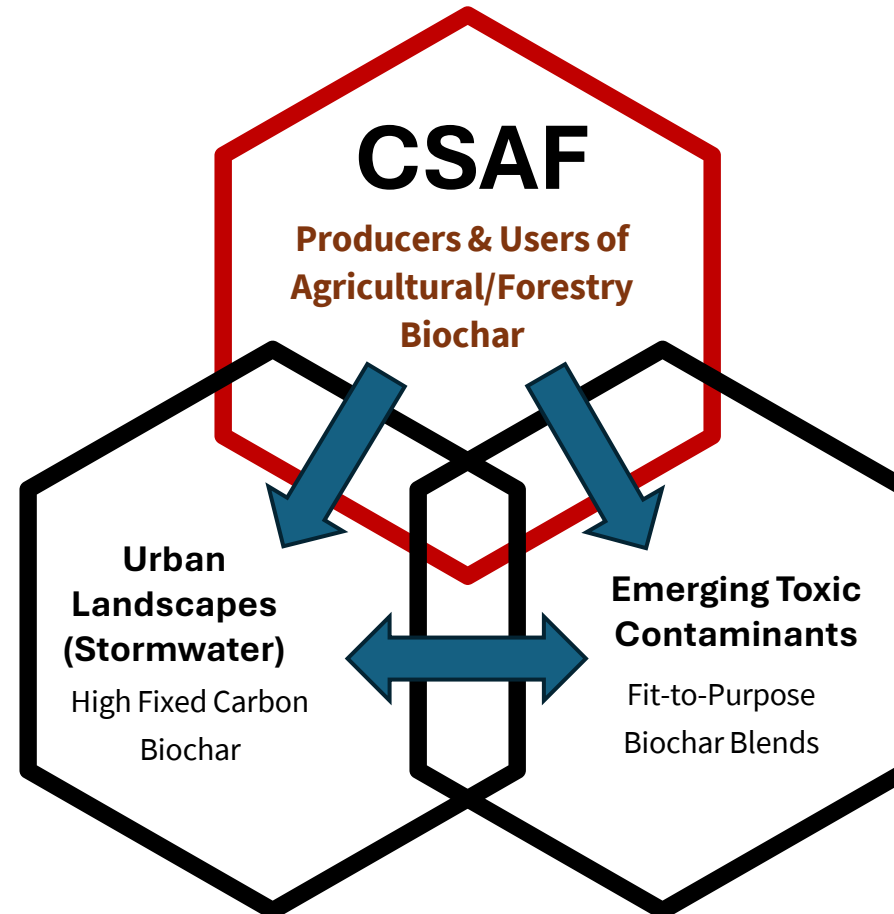 CSAF
Producers & Users of
Agricultural/Forestry
Biochar
Urban
Landscapes
(Stormwater)
High Fixed Carbon
Biochar
Emerging Toxic
Contaminants
Fit-to-Purpose
Biochar Blends